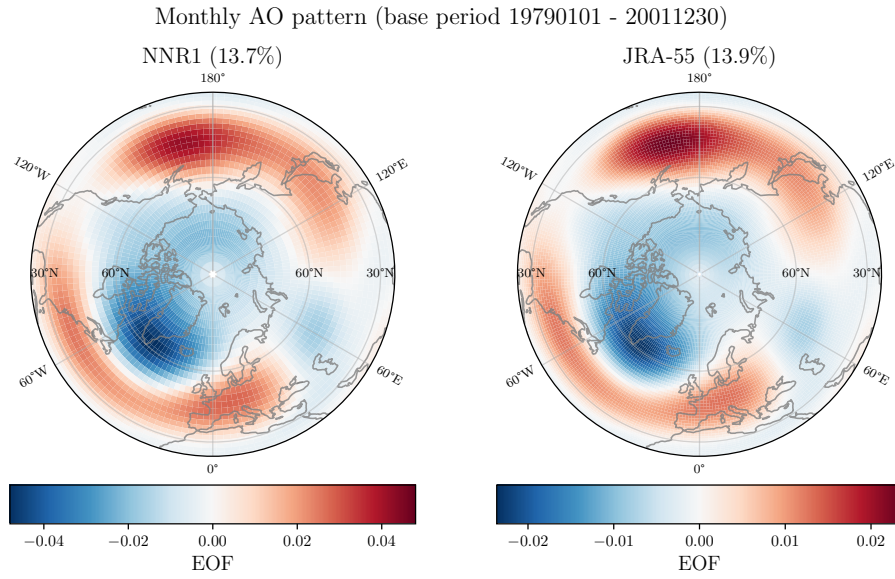 Monthly AO pattern (base period 19790101 - 20011230)
NNR1 (13.7%)
JRA-55 (13.9%)
180°
180°
120°W
120°E
120°W
120°E
30°N 60°N 60°N 30°N
30°N 60°N 60°N 30°N
60°W
60°E
60°W
60°E
0°
0°
−0.04 −0.02 0.00 0.02 0.04
−0.02 −0.01 0.00 0.01 0.02
EOF
EOF